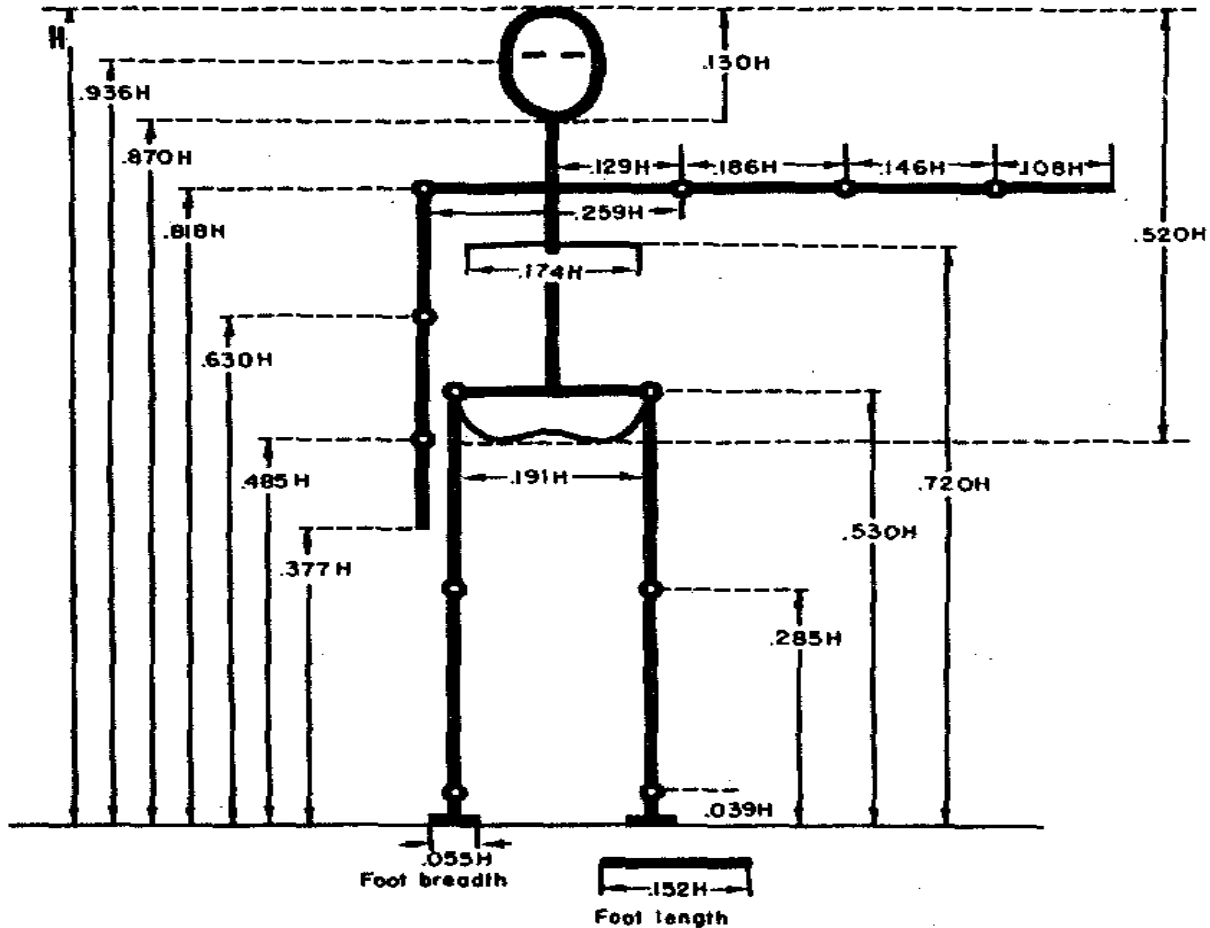 H
.130H
.936H
.870H
.129H
.186H
.146H
.108H
.818H
.259H
.520H
.174H
.630H
.485H
.191H
.720H
.530H
.377H
.285H
.039H
.055H
Foot breadth
.152H
Foot length